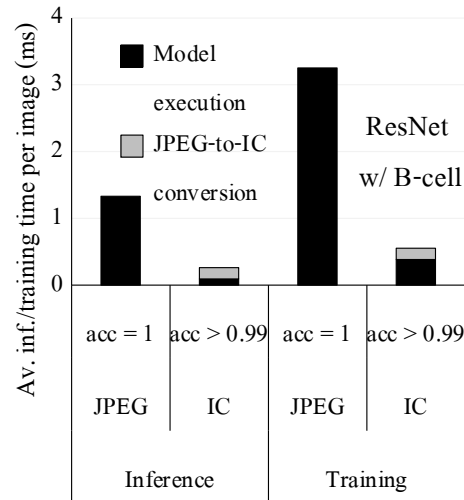 Av. inf./training time per image (ms)
4
3
2
1
0
Model
execution
JPEG-to-IC
conversion
ResNet
w/ B-cell
acc = 1 acc > 0.99 acc = 1 acc > 0.99
JPEG IC JPEG IC
Inference Training